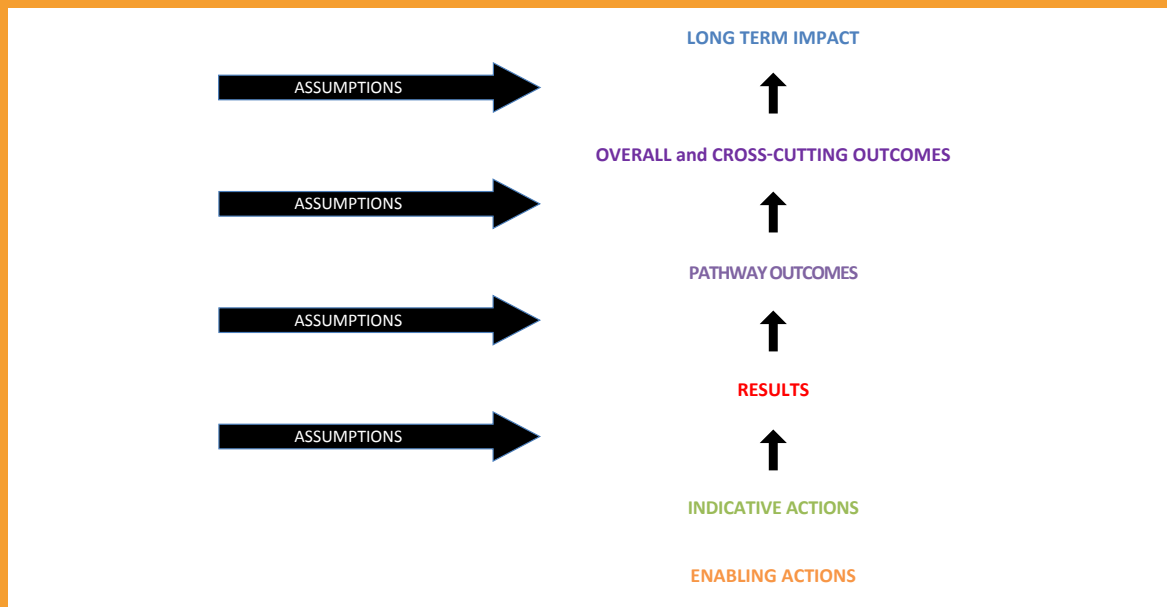 LONG TERM IMPACT
ASSUMPTIONS
OVERALL and CROSS-CUTTING OUTCOMES
ASSUMPTIONS
PATHWAY OUTCOMES
ASSUMPTIONS
RESULTS
ASSUMPTIONS
INDICATIVE ACTIONS
ENABLING ACTIONS